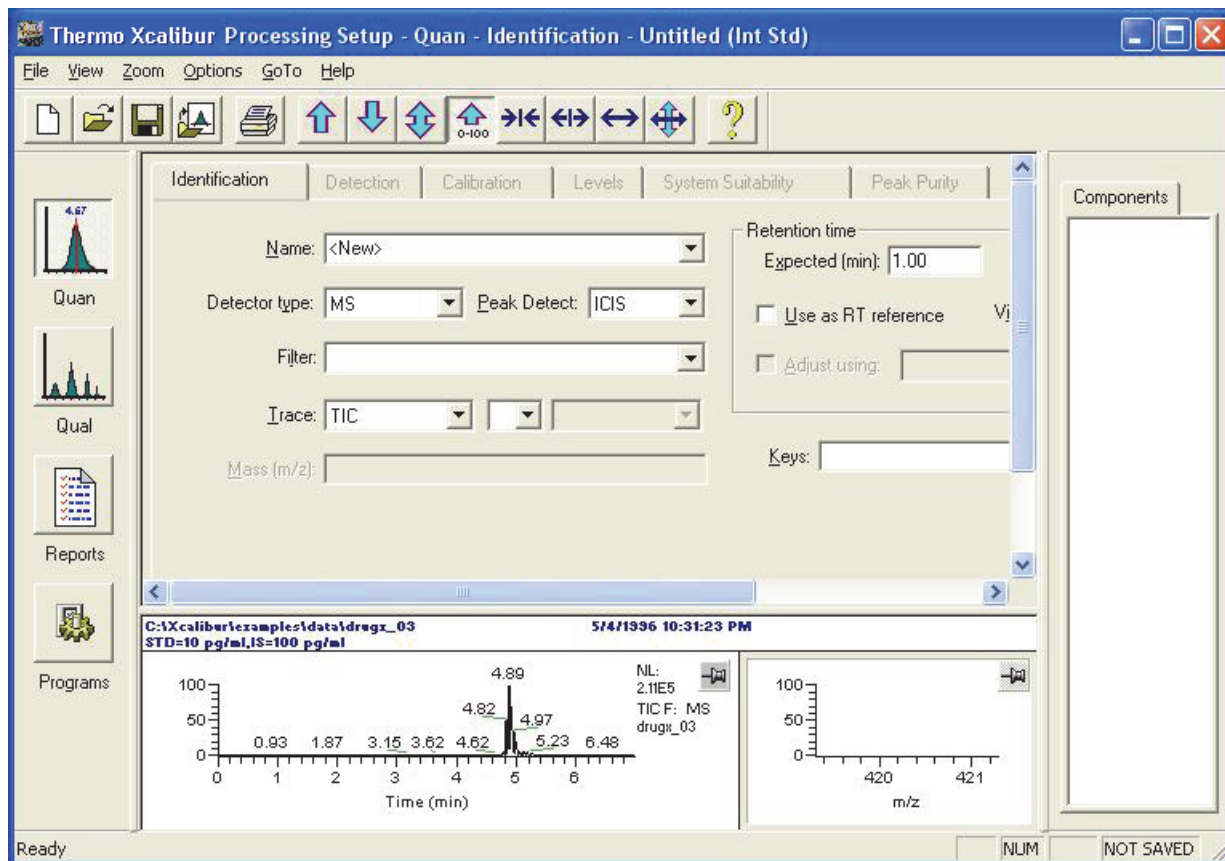 Thermo Xcalibur Processing Setup - Quan - Identification - Untitled (Int Std)
File View Zoom Options GoTo Help
0-100
Identification Detection Calibration Levels System Suitability Peak Purity
Components
4.67
Quan
Qual
Reports
Programs
Name: <New>
Detector type: MS Peak Detect: ICIS
Filter:
Trace: TIC
Mass (m/z):
Retention time
Expected (min): 1.00
Use as RT reference Vi
Adjust using:
Keys:
C:\Xcalibur\examples\data\drugx_03 5/4/1996 10:31:23 PM
STD=10 pg/ml,IS=100 pg/ml
NL:
2.11E5
TIC F: MS
drugx_03
4.89
4.82 4.97
0.93 1.87 3.15 3.62 4.62 5.23 6.48
100
50
0
0 1 2 3 4 5 6
Time (min)
100
50
0
420 421
m/z
Ready NUM NOT SAVED